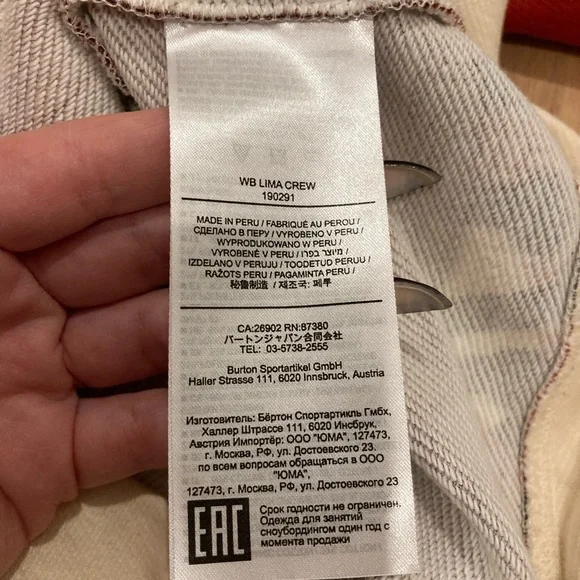 WB LIMA CREW
190291
MADE IN PERU / FABRIQUÉ AU PEROU /
СДЕЛАНО В ПЕРУ / VYROBENO V PERU /
WYPRODUKOWANO W PERU /
VYROBENÉ V PERU / מיוצר בפרו /
IZDELANO V PERUJU / TOODETUD PERUU /
RAŽOTS PERU / PAGAMINTA PERU /
秘鲁制造 / 제조국: 페루
CA:26902 RN:87380
バートンジャパン合同会社
TEL: 03-5738-2555
Burton Sportartikel GmbH
Haller Strasse 111, 6020 Innsbruck, Austria
Изготовитель: Бёртон Спортартикль Гмбх,
Халлер Штрассе 111, 6020 Инсбрук,
Австрия Импортёр: ООО "ЮМА", 127473,
г. Москва, РФ, ул. Достоевского 23.
по всем вопросам обращаться в ООО
"ЮМА",
127473, г. Москва, РФ, ул. Достоевского 23
EAC
Срок годности не ограничен.
Одежда для занятий
сноубордингом один год с
момента продажи